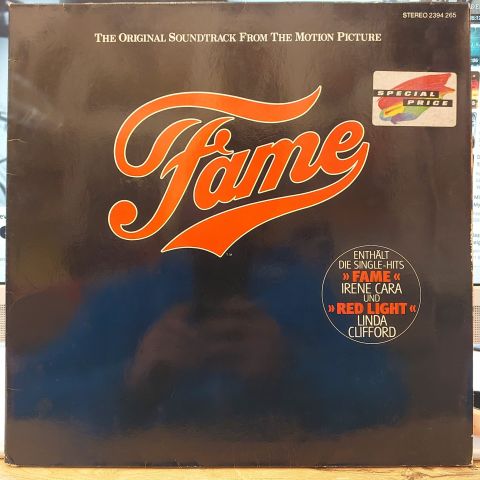 STEREO 2394 265
THE ORIGINAL SOUNDTRACK FROM THE MOTION PICTURE
SPECIAL
PRICE
Fame
TM
ENTHÄLT
DIE SINGLE-HITS
» FAME «
IRENE CARA
UND
» RED LIGHT «
LINDA
CLIFFORD